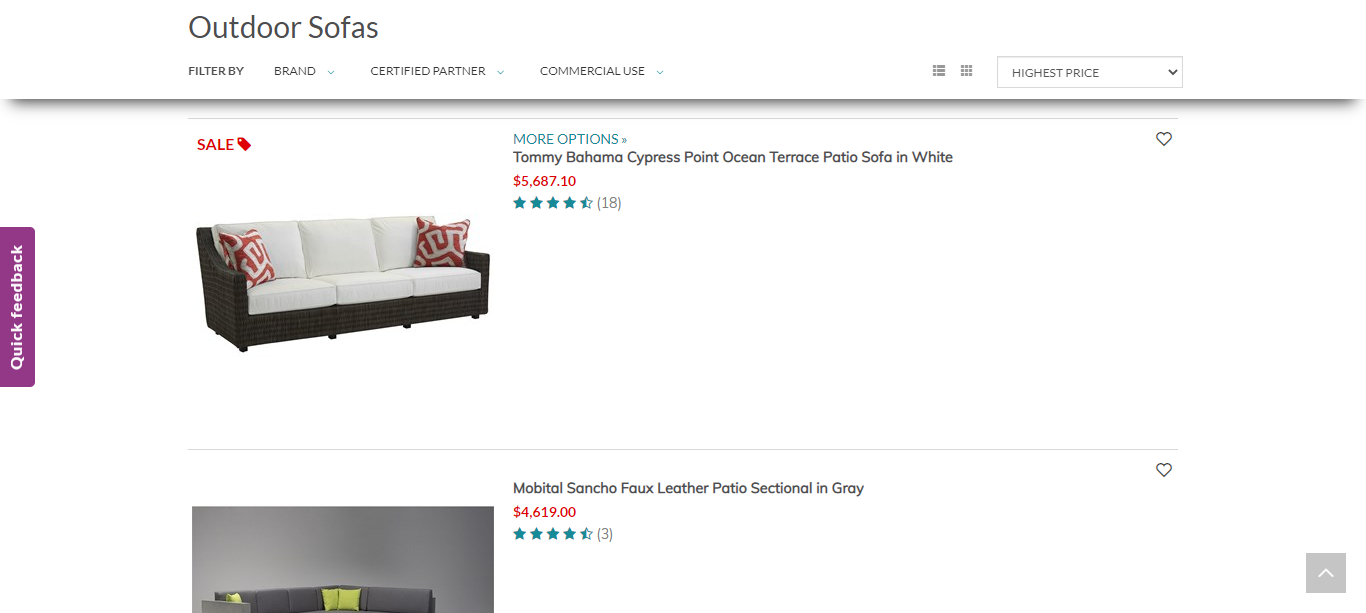 Outdoor Sofas
FILTER BY BRAND CERTIFIED PARTNER COMMERCIAL USE HIGHEST PRICE
SALE
MORE OPTIONS »
Tommy Bahama Cypress Point Ocean Terrace Patio Sofa in White
$5,687.10
(18)
Quick feedback
Mobital Sancho Faux Leather Patio Sectional in Gray
$4,619.00
(3)